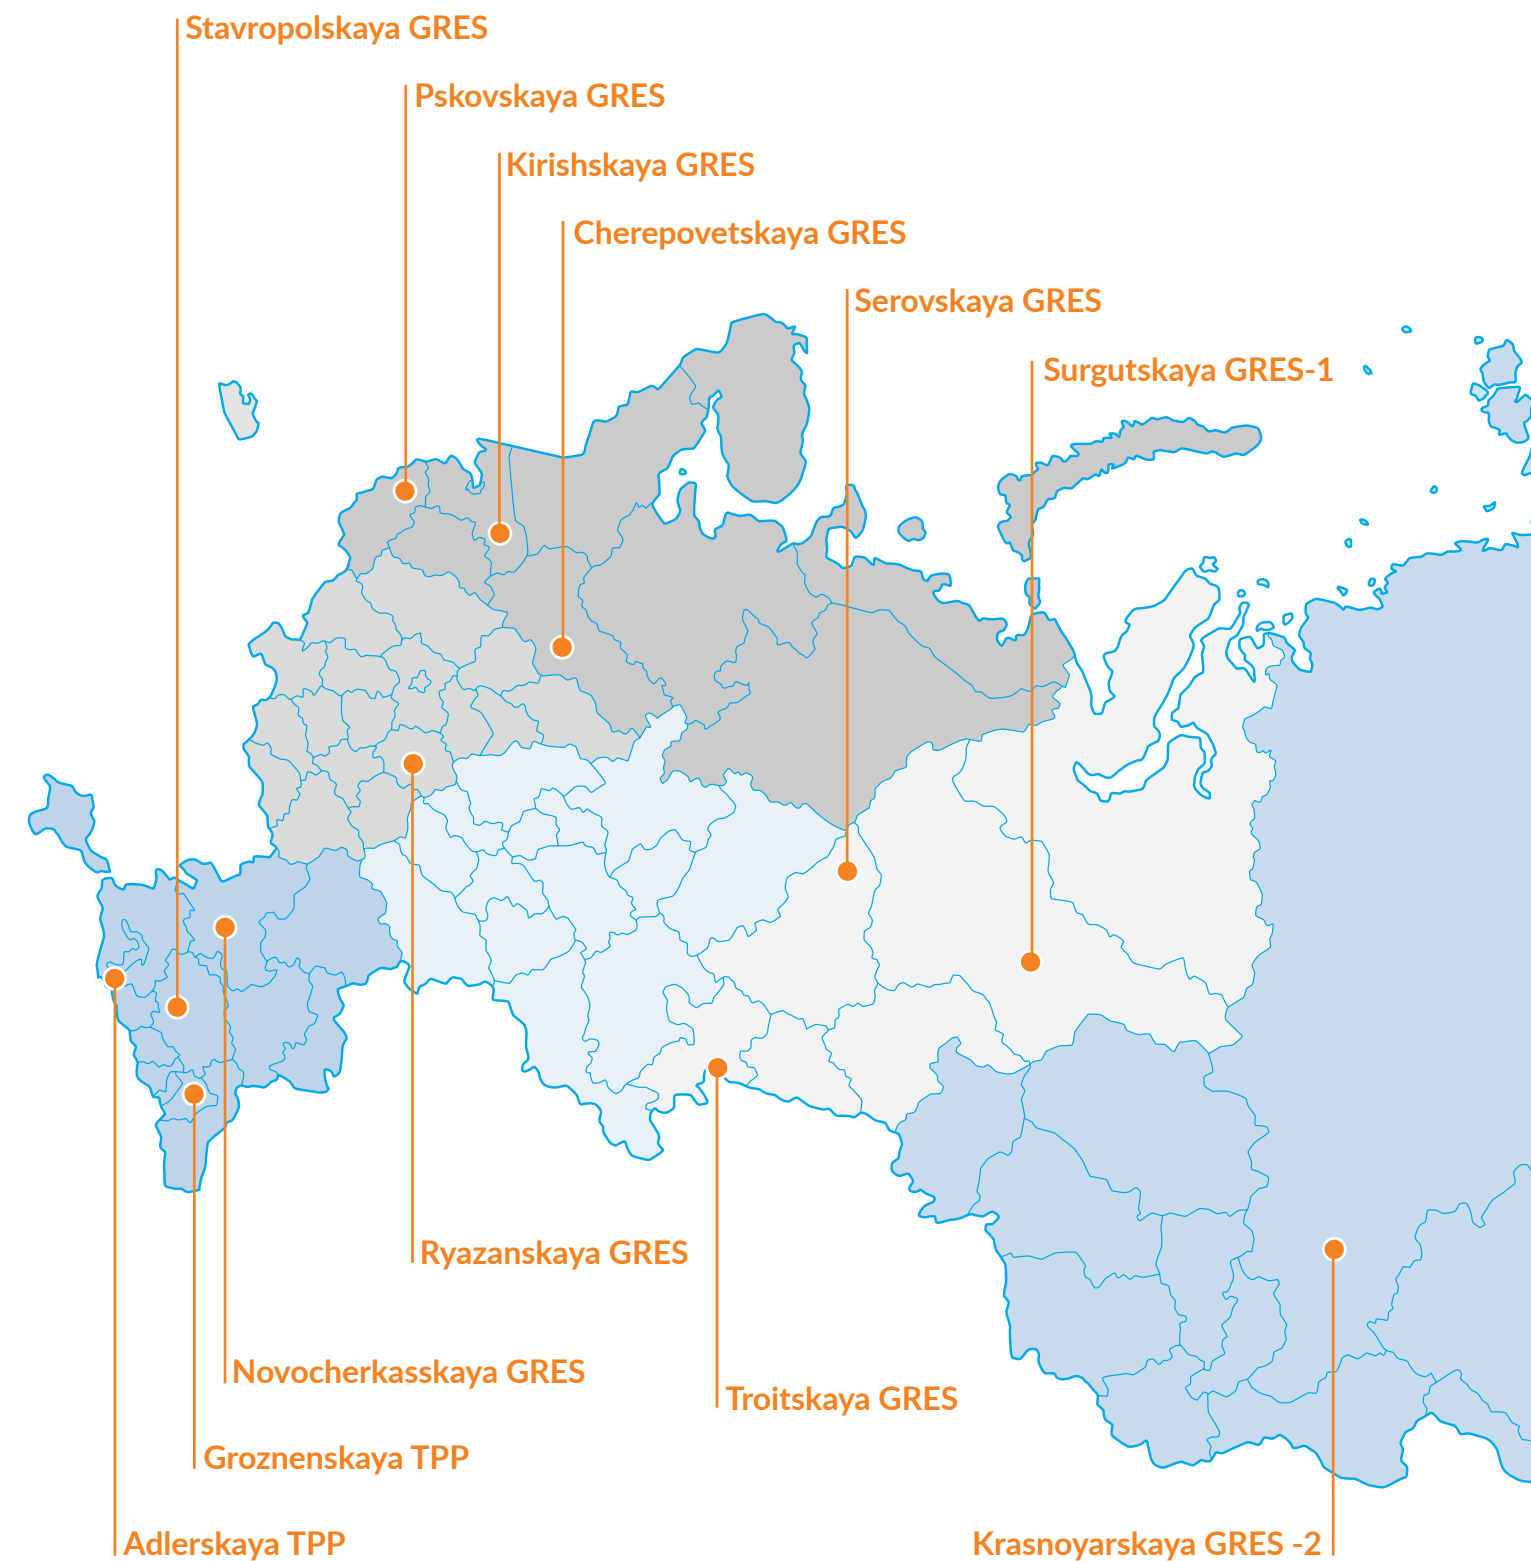 Stavropolskaya GRES
Pskovskaya GRES
Kirishskaya GRES
Cherepovetskaya GRES
Serovskaya GRES
Surgutskaya GRES-1
Ryazanskaya GRES
Novocherkasskaya GRES
Troitskaya GRES
Groznenskaya TPP
Adlerskaya TPP
Krasnoyarskaya GRES -2